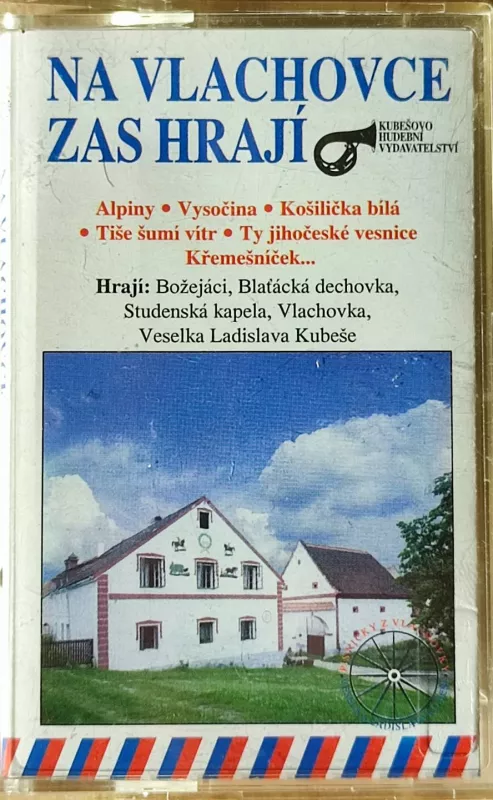 NA VLACHOVCE
ZAS HRAJÍ
KUBEŠOVO
HUDEBNÍ
VYDAVATELSTVÍ
Alpiny • Vysočina • Košilička bílá
• Tiše šumí vítr • Ty jihočeské vesnice
Křemešníček...
Hrají: Božejáci, Blaťácká dechovka,
Studenská kapela, Vlachovka,
Veselka Ladislava Kubeše